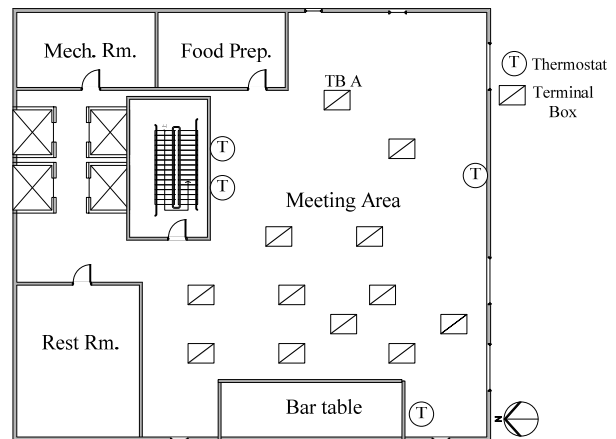 Mech. Rm.
Food Prep.
T
Thermostat
TB A
Terminal
Box
T
T
T
Meeting Area
Rest Rm.
Bar table
T
N